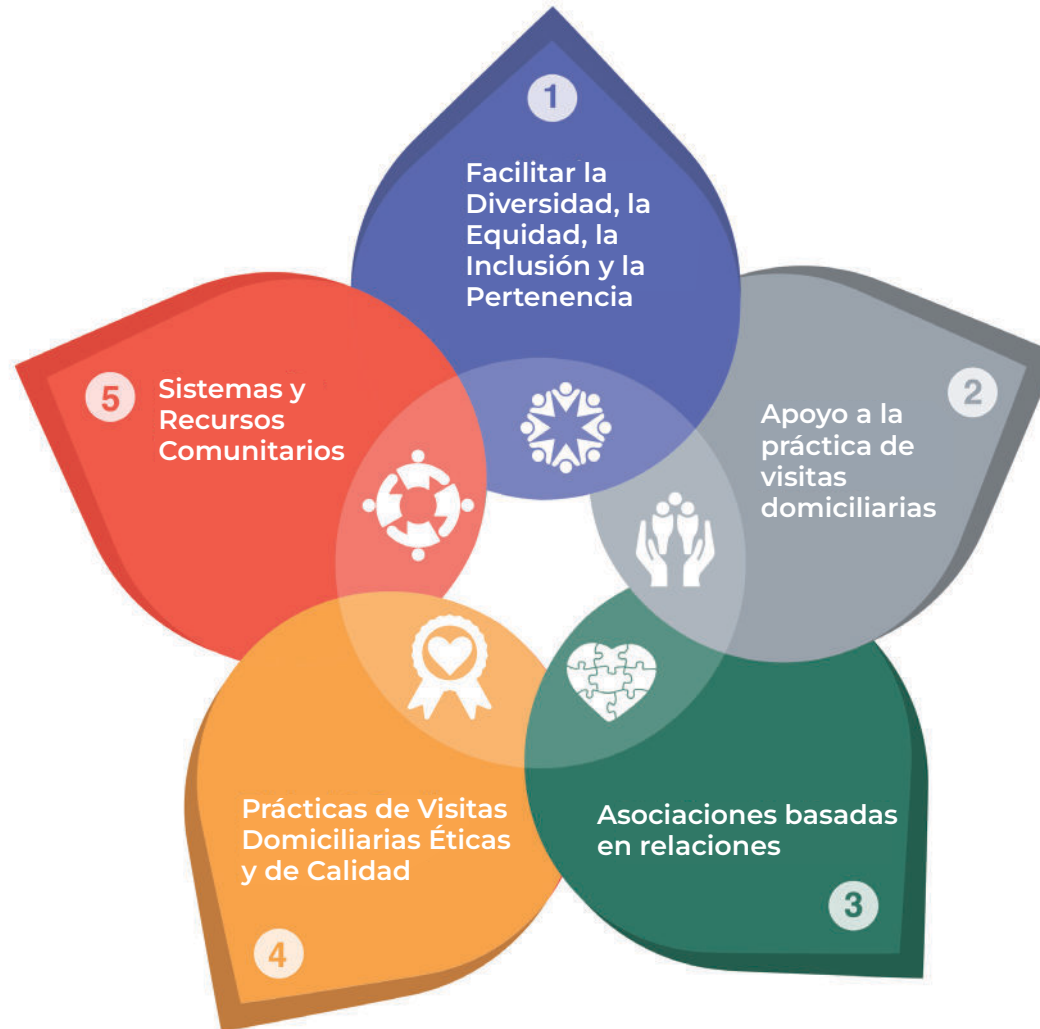 1
Facilitar la
Diversidad, la
Equidad, la
Inclusión y la
Pertenencia
2
Apoyo a la
práctica de
visitas
domiciliarias
3
Asociaciones basadas
en relaciones
4
Prácticas de Visitas
Domiciliarias Éticas
y de Calidad
5
Sistemas y
Recursos
Comunitarios